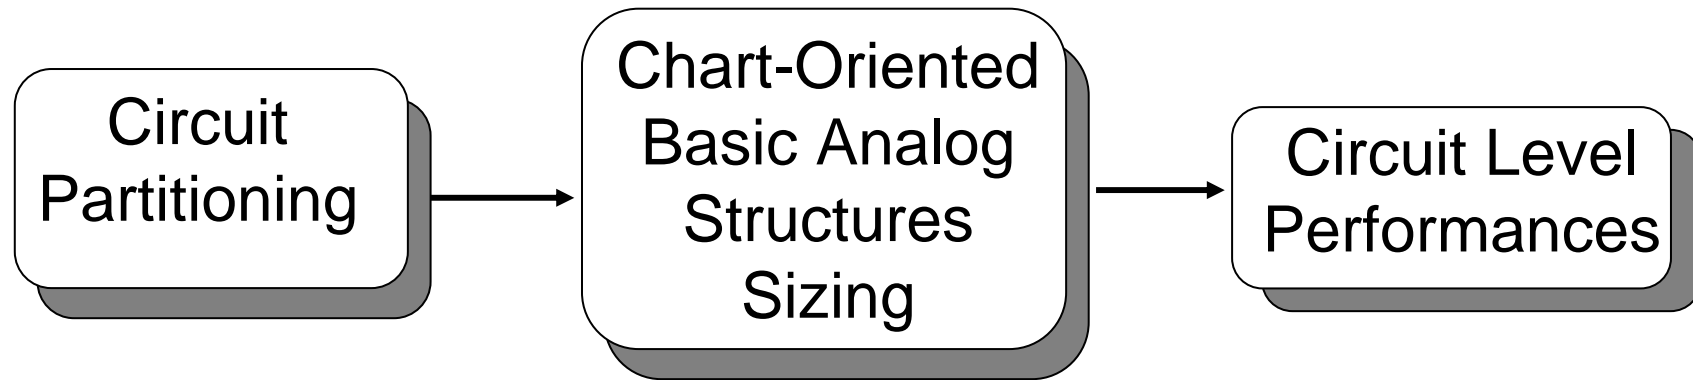 Circuit
Partitioning
Chart-Oriented
Basic Analog
Structures
Sizing
Circuit Level
Performances